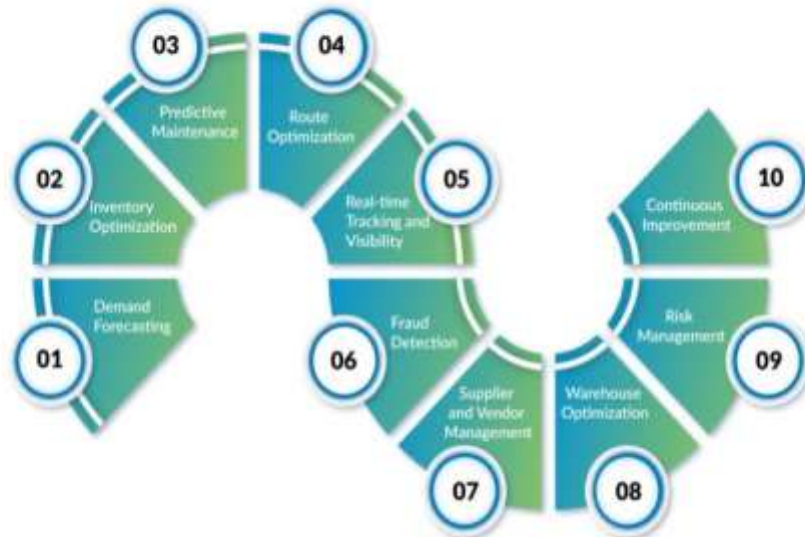 01
Demand
Forecasting
02
Inventory
Optimization
03
Predictive
Maintenance
04
Route
Optimization
05
Real-time
Tracking and
Visibility
06
Fraud
Detection
07
Supplier
and Vendor
Management
08
Warehouse
Optimization
09
Risk
Management
10
Continuous
Improvement